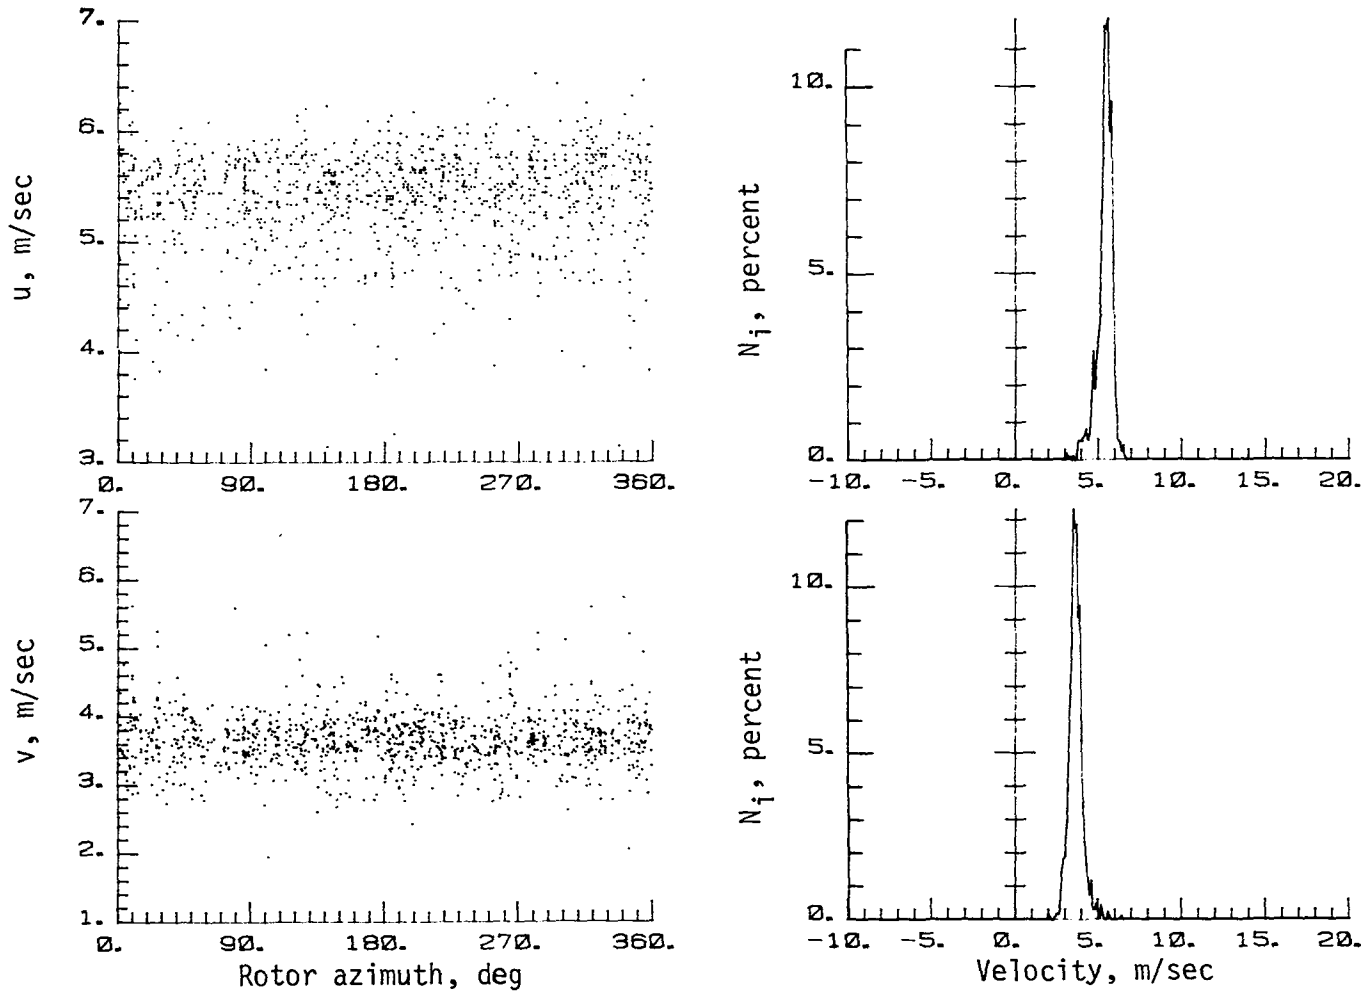 7.
6.
5.
4.
3.
u, m/sec
0. 90. 180. 270. 360.
10.
5.
0.
N_i, percent
-10. -5. 0. 5. 10. 15. 20.
7.
6.
5.
4.
3.
2.
1.
v, m/sec
0. 90. 180. 270. 360.
Rotor azimuth, deg
10.
5.
0.
N_i, percent
-10. -5. 0. 5. 10. 15. 20.
Velocity, m/sec